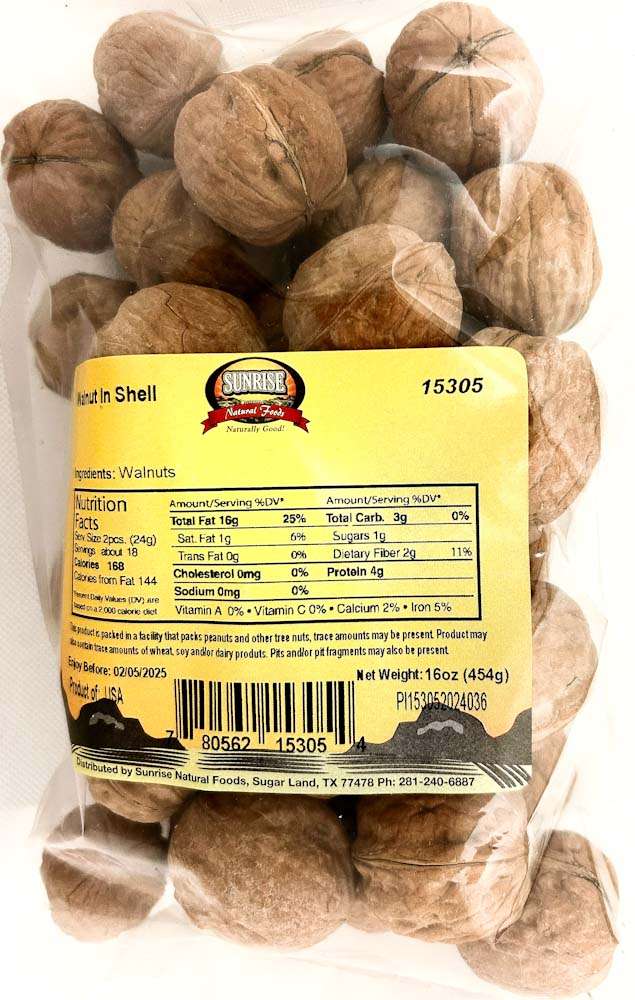 Walnut In Shell
SUNRISE
Natural Foods
Naturally Good!
15305
Ingredients: Walnuts
Nutrition
Facts
Serv. Size 2pcs. (24g)
Servings about 18
Calories 168
Calories from Fat 144
*Percent Daily Values (DV) are
based on a 2,000 calorie diet
Amount/Serving %DV* Amount/Serving %DV*
Total Fat 16g 25% Total Carb. 3g 0%
Sat. Fat 1g 6% Sugars 1g
Trans Fat 0g 0% Dietary Fiber 2g 11%
Cholesterol 0mg 0% Protein 4g
Sodium 0mg 0%
Vitamin A 0% • Vitamin C 0% • Calcium 2% • Iron 5%
This product is packed in a facility that packs peanuts and other tree nuts, trace amounts may be present. Product may
also contain trace amounts of wheat, soy and/or dairy produts. Pits and/or pit fragments may also be present.
Enjoy Before: 02/05/2025
Net Weight: 16oz (454g)
Product of: USA
PI153052024036
7 80562 15305 4
Distributed by Sunrise Natural Foods, Sugar Land, TX 77478 Ph: 281-240-6887